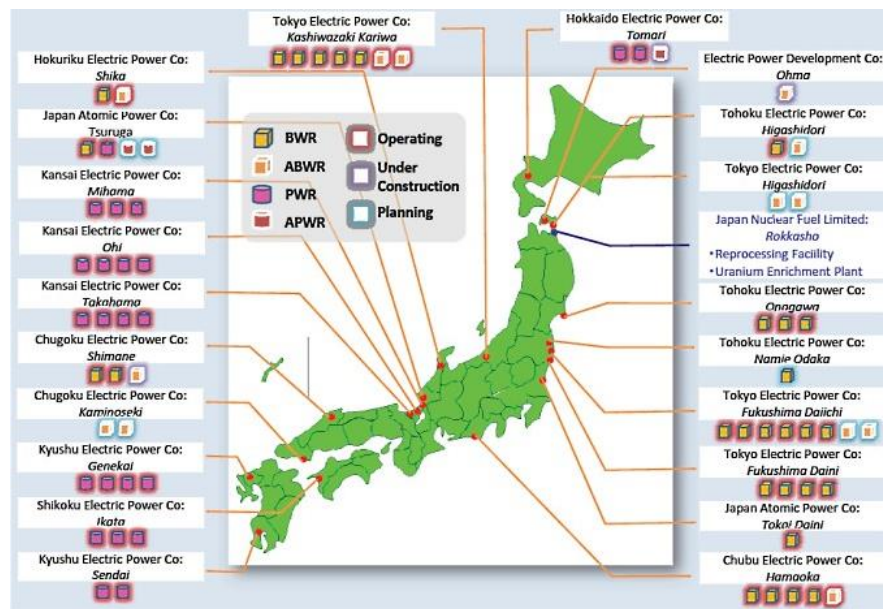 Tokyo Electric Power Co:
Kashiwazaki Kariwa
Hokkaido Electric Power Co:
Tomari
Hokuriku Electric Power Co:
Shika
Japan Atomic Power Co:
Tsuruga
Kansai Electric Power Co:
Mihama
Kansai Electric Power Co:
Ohi
Kansai Electric Power Co:
Takahama
Chugoku Electric Power Co:
Shimane
Chugoku Electric Power Co:
Kaminoseki
Kyushu Electric Power Co:
Genekai
Shikoku Electric Power Co:
Ikata
Kyushu Electric Power Co:
Sendai
BWR
ABWR
PWR
APWR
Operating
Under
Construction
Planning
Electric Power Development Co:
Ohma
Tohoku Electric Power Co:
Higashidori
Tokyo Electric Power Co:
Higashidori
Japan Nuclear Fuel Limited:
Rokkasho
• Reprocessing Facility
• Uranium Enrichment Plant
Tohoku Electric Power Co:
Onogawa
Tohoku Electric Power Co:
Namie Odaka
Tokyo Electric Power Co:
Fukushima Daiichi
Tokyo Electric Power Co:
Fukushima Daini
Japan Atomic Power Co:
Tokai Daini
Chubu Electric Power Co:
Hamaoka